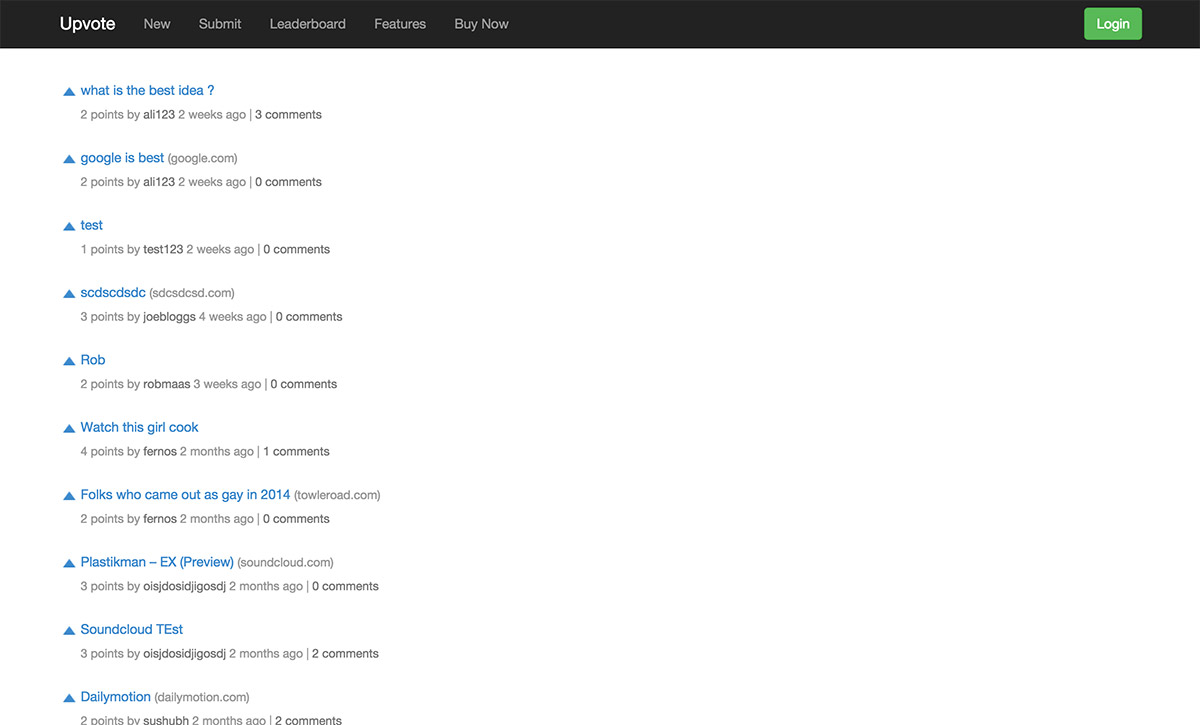 Upvote New Submit Leaderboard Features Buy Now Login
what is the best idea ?
2 points by ali123 2 weeks ago | 3 comments
google is best (google.com)
2 points by ali123 2 weeks ago | 0 comments
test
1 points by test123 2 weeks ago | 0 comments
scdscdsdc (sdcsdcsd.com)
3 points by joebloggs 4 weeks ago | 0 comments
Rob
2 points by robmaas 3 weeks ago | 0 comments
Watch this girl cook
4 points by fernos 2 months ago | 1 comments
Folks who came out as gay in 2014 (towleroad.com)
2 points by fernos 2 months ago | 0 comments
Plastikman – EX (Preview) (soundcloud.com)
3 points by oisjdosidjigosdj 2 months ago | 0 comments
Soundcloud TEst
3 points by oisjdosidjigosdj 2 months ago | 2 comments
Dailymotion (dailymotion.com)
2 points by sushubh 2 months ago | 2 comments